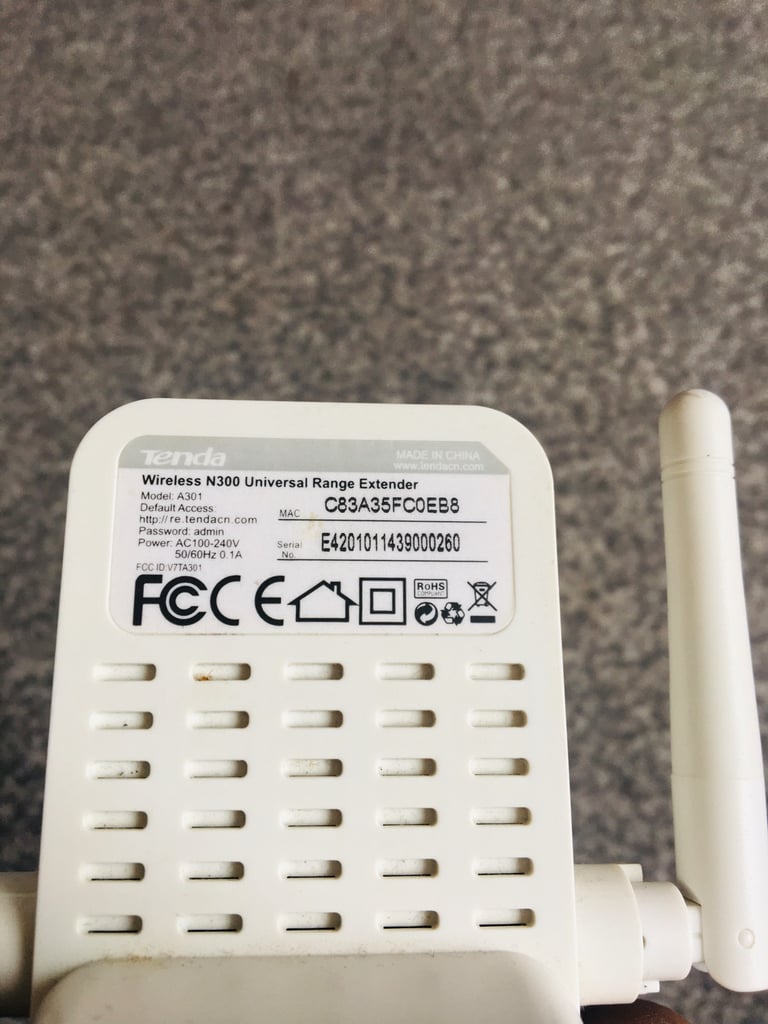 Tenda
MADE IN CHINA
www.tendacn.com
Wireless N300 Universal Range Extender
Model: A301
Default Access:
http://re.tendacn.com
Password: admin
Power: AC100-240V
50/60Hz 0.1A
FCC ID:V7TA301
MAC C83A35FC0EB8
Serial No. E4201011439000260
FC CE
RoHS
COMPLIANT